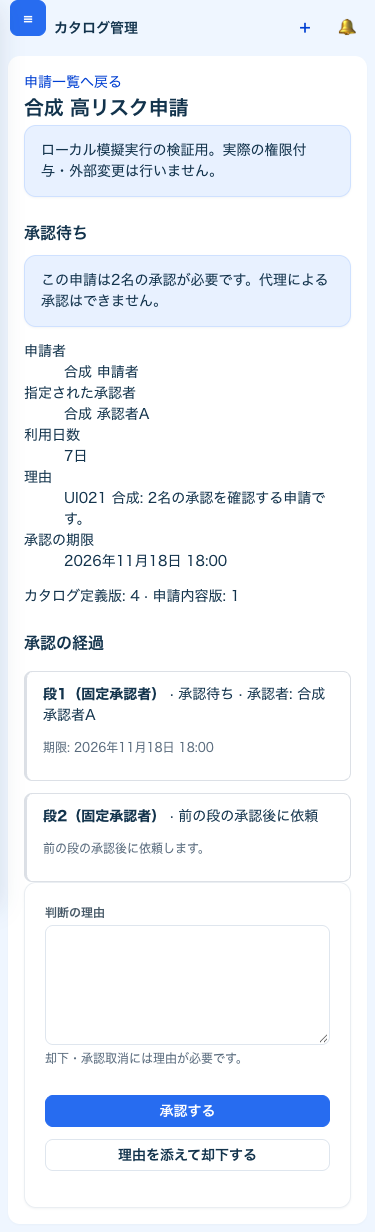 カタログ管理
+
申請一覧へ戻る
合成 高リスク申請
ローカル模擬実行の検証用。実際の権限付
与・外部変更は行いません。
承認待ち
この申請は2名の承認が必要です。代理による
承認はできません。
申請者
合成 申請者
指定された承認者
合成 承認者A
利用日数
7日
理由
UI021 合成: 2名の承認を確認する申請で
す。
承認の期限
2026年11月18日 18:00
カタログ定義版: 4 · 申請内容版: 1
承認の経過
段1（固定承認者） · 承認待ち · 承認者: 合成
承認者A
期限: 2026年11月18日 18:00
段2（固定承認者） · 前の段の承認後に依頼
前の段の承認後に依頼します。
判断の理由
却下・承認取消には理由が必要です。
承認する
理由を添えて却下する